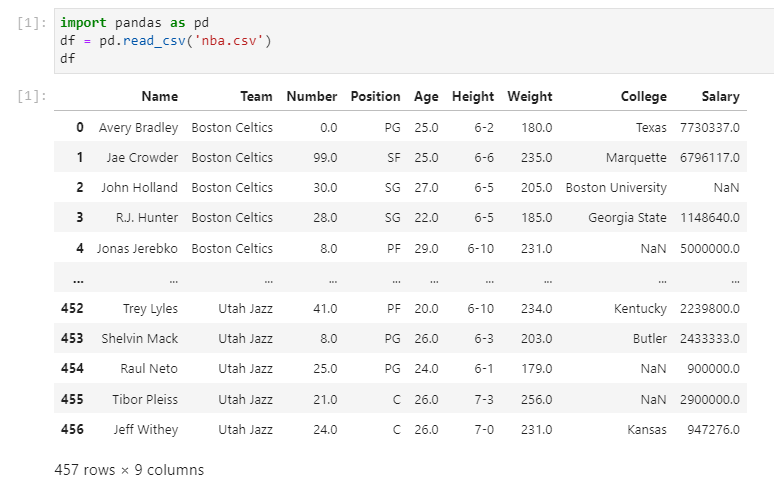 [1]: import pandas as pd
df = pd.read_csv('nba.csv')
df
[1]: Name Team Number Position Age Height Weight College Salary
0 Avery Bradley Boston Celtics 0.0 PG 25.0 6-2 180.0 Texas 7730337.0
1 Jae Crowder Boston Celtics 99.0 SF 25.0 6-6 235.0 Marquette 6796117.0
2 John Holland Boston Celtics 30.0 SG 27.0 6-5 205.0 Boston University NaN
3 R.J. Hunter Boston Celtics 28.0 SG 22.0 6-5 185.0 Georgia State 1148640.0
4 Jonas Jerebko Boston Celtics 8.0 PF 29.0 6-10 231.0 NaN 5000000.0
... ... ... ... ... ... ... ... ... ...
452 Trey Lyles Utah Jazz 41.0 PF 20.0 6-10 234.0 Kentucky 2239800.0
453 Shelvin Mack Utah Jazz 8.0 PG 26.0 6-3 203.0 Butler 2433333.0
454 Raul Neto Utah Jazz 25.0 PG 24.0 6-1 179.0 NaN 900000.0
455 Tibor Pleiss Utah Jazz 21.0 C 26.0 7-3 256.0 NaN 2900000.0
456 Jeff Withey Utah Jazz 24.0 C 26.0 7-0 231.0 Kansas 947276.0
457 rows × 9 columns